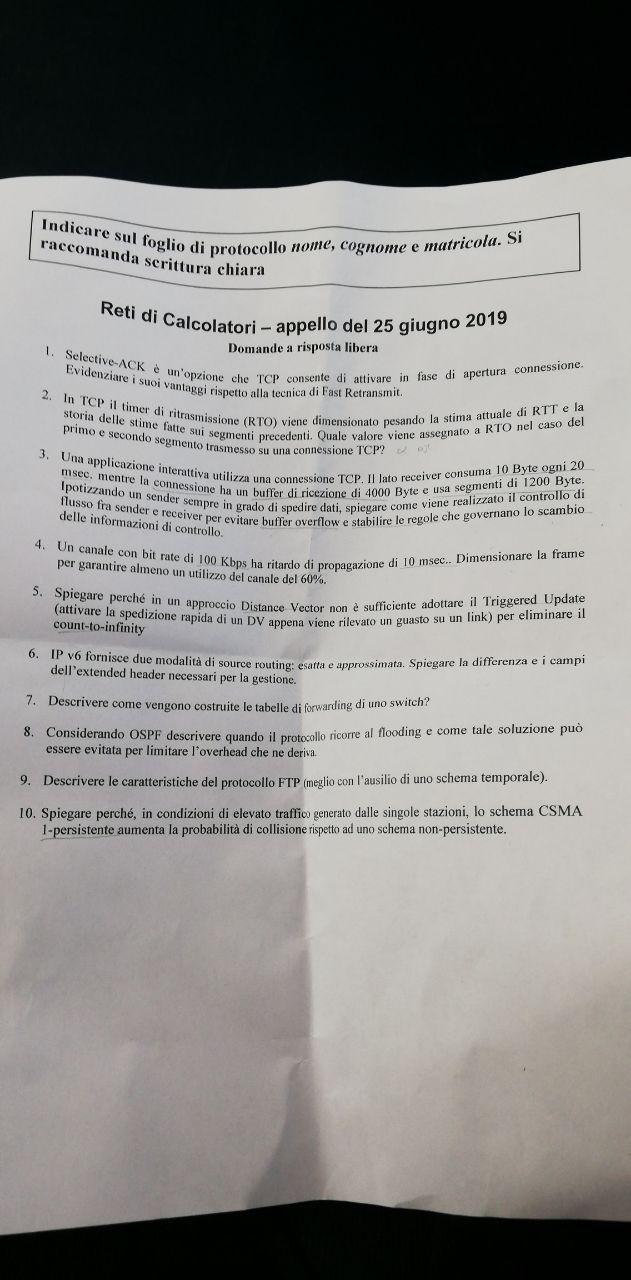 Indicare sul foglio di protocollo nome, cognome e matricola. Si
raccomanda scrittura chiara
Reti di Calcolatori – appello del 25 giugno 2019
Domande a risposta libera
1. Selective-ACK è un'opzione che TCP consente di attivare in fase di apertura connessione.
Evidenziare i suoi vantaggi rispetto alla tecnica di Fast Retransmit.
2. In TCP il timer di ritrasmissione (RTO) viene dimensionato pesando la stima attuale di RTT e la
storia delle stime fatte sui segmenti precedenti. Quale valore viene assegnato a RTO nel caso del
primo e secondo segmento trasmesso su una connessione TCP?
3. Una applicazione interattiva utilizza una connessione TCP. Il lato receiver consuma 10 Byte ogni 20
msec. mentre la connessione ha un buffer di ricezione di 4000 Byte e usa segmenti di 1200 Byte.
Ipotizzando un sender sempre in grado di spedire dati, spiegare come viene realizzato il controllo di
flusso fra sender e receiver per evitare buffer overflow e stabilire le regole che governano lo scambio
delle informazioni di controllo.
4. Un canale con bit rate di 100 Kbps ha ritardo di propagazione di 10 msec.. Dimensionare la frame
per garantire almeno un utilizzo del canale del 60%.
5. Spiegare perché in un approccio Distance Vector non è sufficiente adottare il Triggered Update
(attivare la spedizione rapida di un DV appena viene rilevato un guasto su un link) per eliminare il
count-to-infinity
6. IP v6 fornisce due modalità di source routing: esatta e approssimata. Spiegare la differenza e i campi
dell'extended header necessari per la gestione.
7. Descrivere come vengono costruite le tabelle di forwarding di uno switch?
8. Considerando OSPF descrivere quando il protocollo ricorre al flooding e come tale soluzione può
essere evitata per limitare l'overhead che ne deriva.
9. Descrivere le caratteristiche del protocollo FTP (meglio con l'ausilio di uno schema temporale).
10. Spiegare perché, in condizioni di elevato traffico generato dalle singole stazioni, lo schema CSMA
1-persistente aumenta la probabilità di collisione rispetto ad uno schema non-persistente.